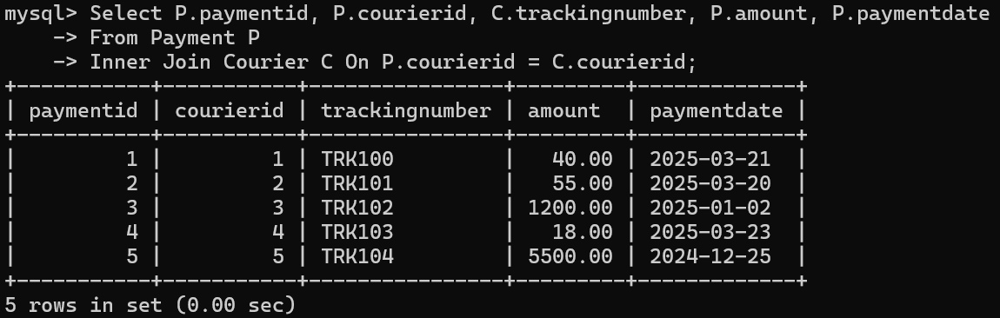 mysql> Select P.paymentid, P.courierid, C.trackingnumber, P.amount, P.paymentdate
    -> From Payment P
    -> Inner Join Courier C On P.courierid = C.courierid;
+-----------+-----------+----------------+---------+-------------+
| paymentid | courierid | trackingnumber | amount  | paymentdate |
+-----------+-----------+----------------+---------+-------------+
|         1 |         1 | TRK100         |   40.00 | 2025-03-21  |
|         2 |         2 | TRK101         |   55.00 | 2025-03-20  |
|         3 |         3 | TRK102         | 1200.00 | 2025-01-02  |
|         4 |         4 | TRK103         |   18.00 | 2025-03-23  |
|         5 |         5 | TRK104         | 5500.00 | 2024-12-25  |
+-----------+-----------+----------------+---------+-------------+
5 rows in set (0.00 sec)